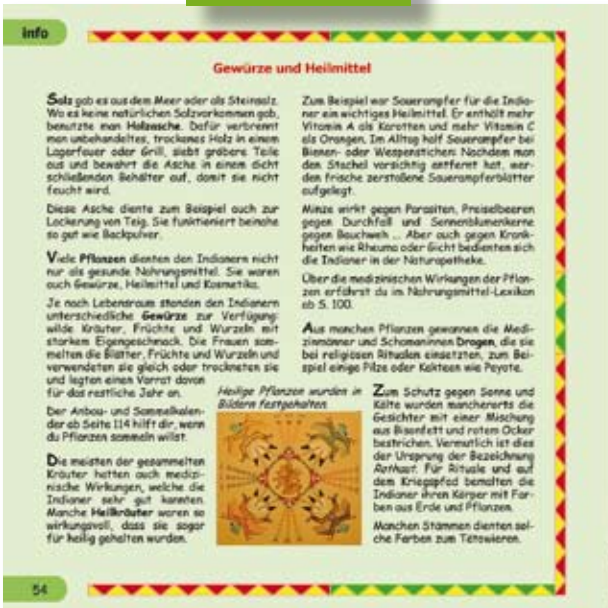 info
Gewürze und Heilmittel
Salz gab es aus dem Meer oder als Steinsalz.
Wo es keine natürlichen Salzvorkommen gab,
benutzte man Holzasche. Dafür verbrennt
man unbehandeltes, trockenes Holz in einem
Lagerfeuer oder Grill, siebt gröbere Teile
aus und bewahrt die Asche in einem dicht
schließenden Behälter auf, damit sie nicht
feucht wird.
Diese Asche diente zum Beispiel auch zur
Lockerung von Teig. Sie funktioniert beinahe
so gut wie Backpulver.
Viele Pflanzen dienten den Indianern nicht
nur als gesunde Nahrungsmittel. Sie waren
auch Gewürze, Heilmittel und Kosmetika.
Je nach Lebensraum standen den Indianern
unterschiedliche Gewürze zur Verfügung:
wilde Kräuter, Früchte und Wurzeln mit
starkem Eigengeschmack. Die Frauen sam-
melten die Blätter, Früchte und Wurzeln und
verwendeten sie gleich oder trockneten sie
und legten einen Vorrat davon
für das restliche Jahr an.
Der Anbau- und Sammelkalen-
der ab Seite 114 hilft dir, wenn
du Pflanzen sammeln willst.
Die meisten der gesammelten
Kräuter hatten auch medizi-
nische Wirkungen, welche die
Indianer sehr gut kannten.
Manche Heilkräuter waren so
wirkungsvoll, dass sie sogar
für heilig gehalten wurden.
Heilige Pflanzen wurden in
Bildern festgehalten.
Zum Beispiel war Sauerampfer für die India-
ner ein wichtiges Heilmittel. Er enthält mehr
Vitamin A als Karotten und mehr Vitamin C
als Orangen. Im Alltag half Sauerampfer bei
Bienen- oder Wespenstichen: Nachdem man
den Stachel vorsichtig entfernt hat, wer-
den frische zerstoßene Sauerampferblätter
aufgelegt.
Minze wirkt gegen Parasiten, Preiselbeeren
gegen Durchfall und Sonnenblumenkerne
gegen Bauchweh ... Aber auch gegen Krank-
heiten wie Rheuma oder Gicht bedienten sich
die Indianer in der Naturapotheke.
Über die medizinischen Wirkungen der Pflan-
zen erfährst du im Nahrungsmittel-Lexikon
ab S. 100.
Aus manchen Pflanzen gewannen die Medi-
zinmänner und Schamaninnen Drogen, die sie
bei religiösen Ritualen einsetzten, zum Bei-
spiel einige Pilze oder Kakteen wie Peyote.
Zum Schutz gegen Sonne und
Kälte wurden mancherorts die
Gesichter mit einer Mischung
aus Bisonfett und rotem Ocker
bestrichen. Vermutlich ist dies
der Ursprung der Bezeichnung
Rothaut. Für Rituale und auf
dem Kriegspfad bemalten die
Indianer ihren Körper mit Far-
ben aus Erde und Pflanzen.
Manchen Stämmen dienten sol-
che Farben zum Tätowieren.
54